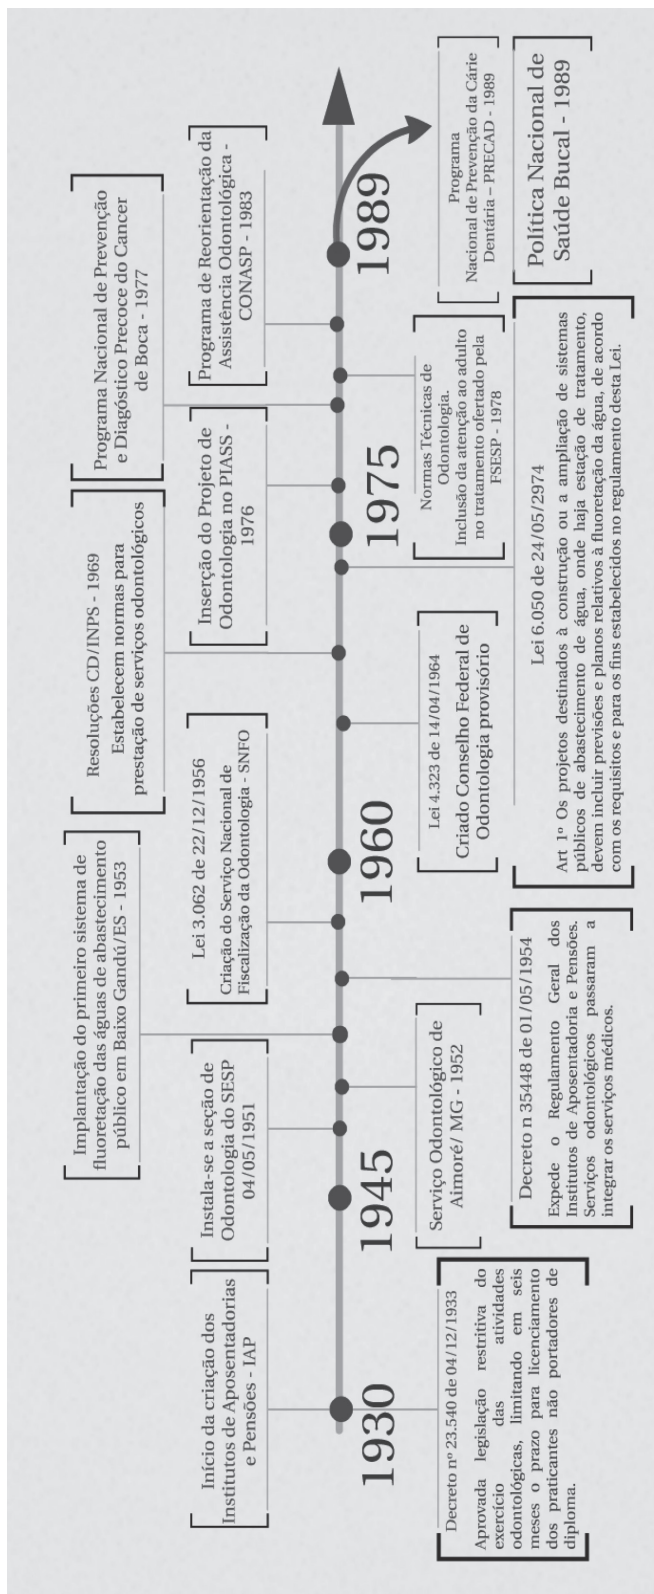 Início da criação dos
Institutos de Aposentadorias
e Pensões - IAP
1930
Decreto nº 23.540 de 04/12/1933
Aprovada legislação restritiva do
exercício das atividades
odontológicas, limitando em seis
meses o prazo para licenciamento
dos praticantes não portadores de
diploma.
1945
Instala-se a seção de
Odontologia do SESP
04/05/1951
Serviço Odontológico de
Aimoré/ MG - 1952
Implantação do primeiro sistema de
fluoretação das águas de abastecimento
público em Baixo Gandú/ES - 1953
Decreto n 35448 de 01/05/1954
Expede o Regulamento Geral dos
Institutos de Aposentadoria e Pensões.
Serviços odontológicos passaram a
integrar os serviços médicos.
Lei 3.062 de 22/12/1956
Criação do Serviço Nacional de
Fiscalização da Odontologia - SNFO
1960
Lei 4.323 de 14/04/1964
Criado Conselho Federal de
Odontologia provisório
Resoluções CD/INPS - 1969
Estabelecem normas para
prestação de serviços odontológicos
Lei 6.050 de 24/05/2974
Art 1º Os projetos destinados à construção ou a ampliação de sistemas
públicos de abastecimento de água, onde haja estação de tratamento,
devem incluir previsões e planos relativos à fluoretação da água, de acordo
com os requisitos e para os fins estabelecidos no regulamento desta Lei.
1975
Inserção do Projeto de
Odontologia no PIASS -
1976
Programa Nacional de Prevenção
e Diagóstico Precoce do Cancer
de Boca - 1977
Normas Técnicas de
Odontologia.
Inclusão da atenção ao adulto
no tratamento ofertado pela
FSESP - 1978
Programa de Reorientação da
Assistência Odontológica -
CONASP - 1983
1989
Programa
Nacional de Prevenção da Cárie
Dentária – PRECAD - 1989
Política Nacional de
Saúde Bucal - 1989